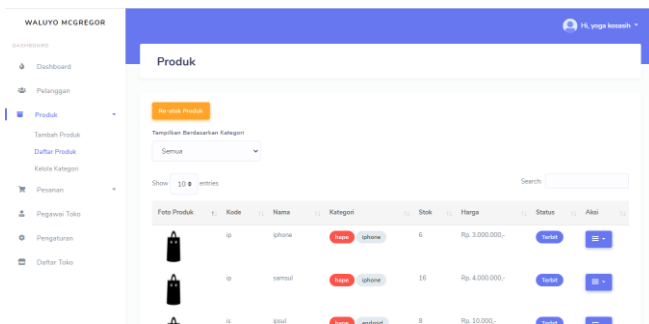 WALUYO MCGREGOR
Hi, yoga kosasih
DASHBOARD
Dashboard
Pelanggan
Produk
Tambah Produk
Daftar Produk
Kelola Kategori
Pesanan
Pegawai Toko
Pengaturan
Daftar Toko
Produk
Re-stok Produk
Tampilkan Berdasarkan Kategori
Semua
Show 10 entries
Search:
Foto Produk Kode Nama Kategori Stok Harga Status Aksi
ip iphone hape iphone 6 Rp. 3.000.000,- Terbit
ip samsul hape iphone 16 Rp. 4.000.000,- Terbit
is ipsul hape android 8 Rp. 10.000,- Terbit